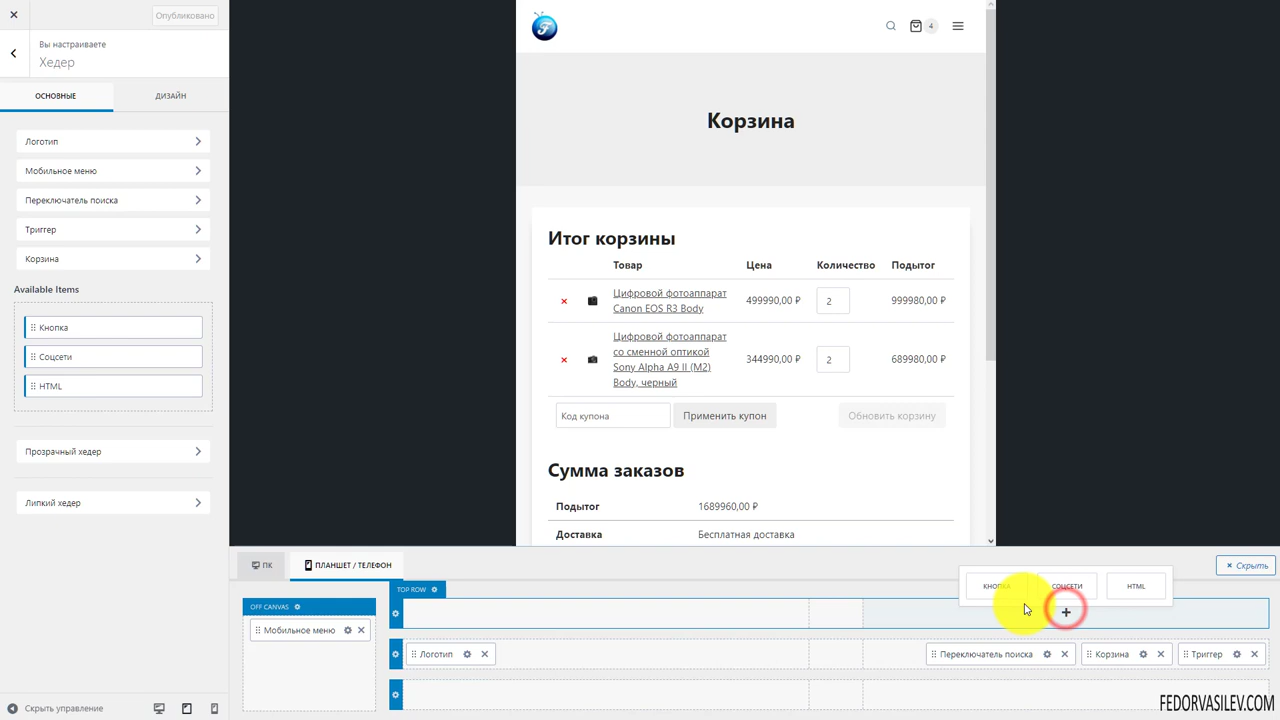 Опубликовано
Вы настраиваете
Хедер
ОСНОВНЫЕ
ДИЗАЙН
Логотип
Мобильное меню
Переключатель поиска
Триггер
Корзина
Available Items
Кнопка
Соцсети
HTML
Прозрачный хедер
Липкий хедер
Скрыть управление
4
Корзина
Итог корзины
Товар Цена Количество Подытог
Цифровой фотоаппарат
Canon EOS R3 Body
499990,00 ₽ 2 999980,00 ₽
Цифровой фотоаппарат
со сменной оптикой
Sony Alpha A9 II (M2)
Body, черный
344990,00 ₽ 2 689980,00 ₽
Код купона Применить купон Обновить корзину
Сумма заказов
Подытог 1689960,00 ₽
Доставка Бесплатная доставка
ПК ПЛАНШЕТ / ТЕЛЕФОН
Скрыть
TOP ROW
КНОПКА СОЦСЕТИ HTML
OFF CANVAS
Мобильное меню
Логотип Переключатель поиска Корзина Триггер
FEDORVASILEV.COM